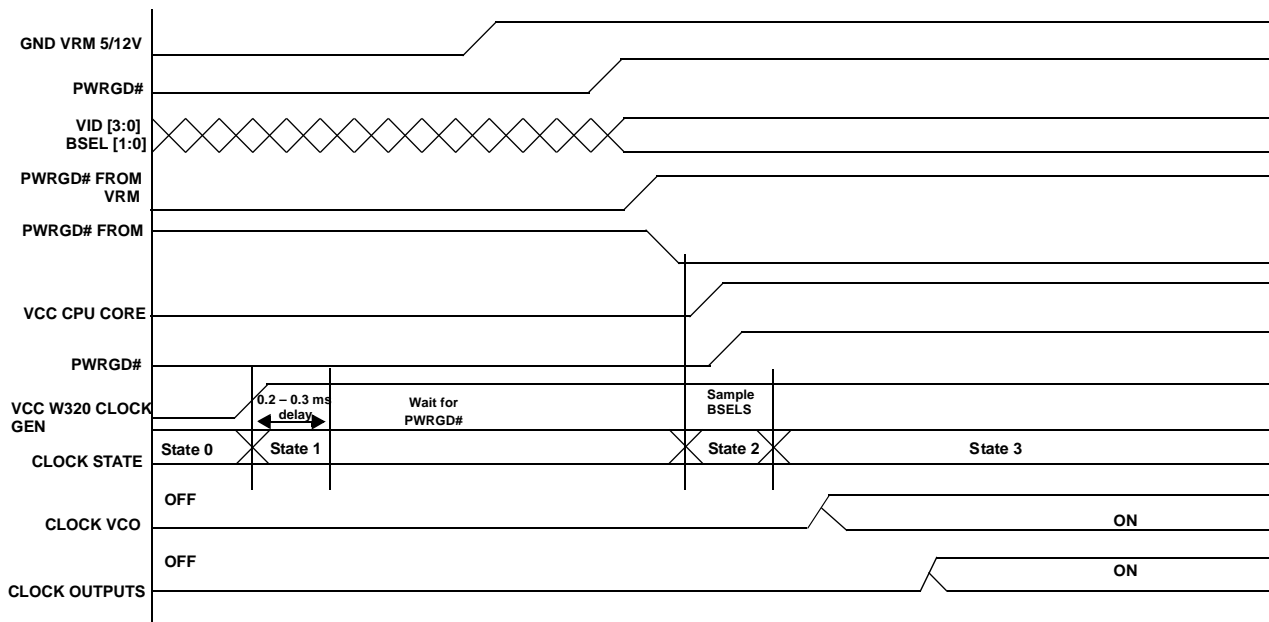 GND VRM 5/12V
PWRGD#
VID [3:0]
BSEL [1:0]
PWRGD# FROM
VRM
PWRGD# FROM
VCC CPU CORE
PWRGD#
VCC W320 CLOCK
GEN
0.2 – 0.3 ms
delay
Wait for
PWRGD#
Sample
BSELS
CLOCK STATE
State 0
State 1
State 2
State 3
CLOCK VCO
OFF
ON
CLOCK OUTPUTS
OFF
ON